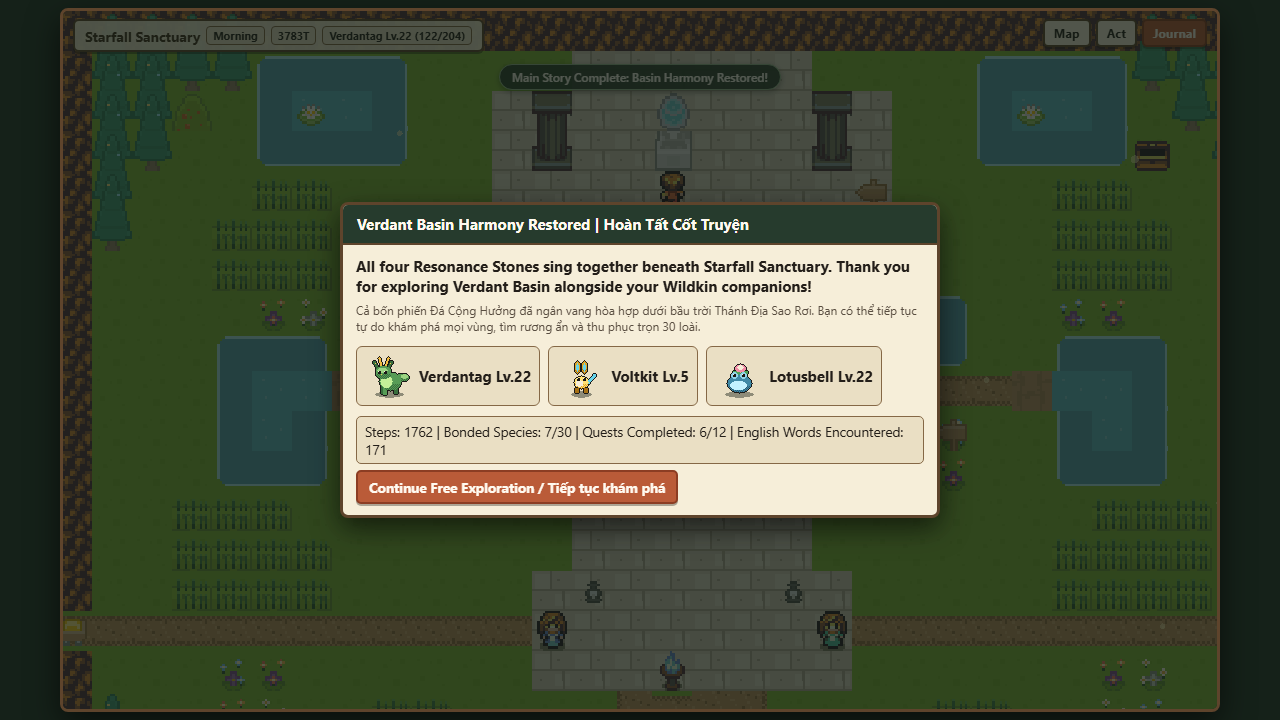 Starfall Sanctuary Morning 3783T Verdantag Lv.22 (122/204) Map Act Journal
Main Story Complete: Basin Harmony Restored!
Verdant Basin Harmony Restored | Hoàn Tất Cốt Truyện
All four Resonance Stones sing together beneath Starfall Sanctuary. Thank you
for exploring Verdant Basin alongside your Wildkin companions!
Cả bốn phiến Đá Cộng Hưởng đã ngân vang hòa hợp dưới bầu trời Thánh Địa Sao Rơi. Bạn có thể tiếp tục
tự do khám phá mọi vùng, tìm rương ẩn và thu phục trọn 30 loài.
Verdantag Lv.22 Voltkit Lv.5 Lotusbell Lv.22
Steps: 1762 | Bonded Species: 7/30 | Quests Completed: 6/12 | English Words Encountered:
171
Continue Free Exploration / Tiếp tục khám phá